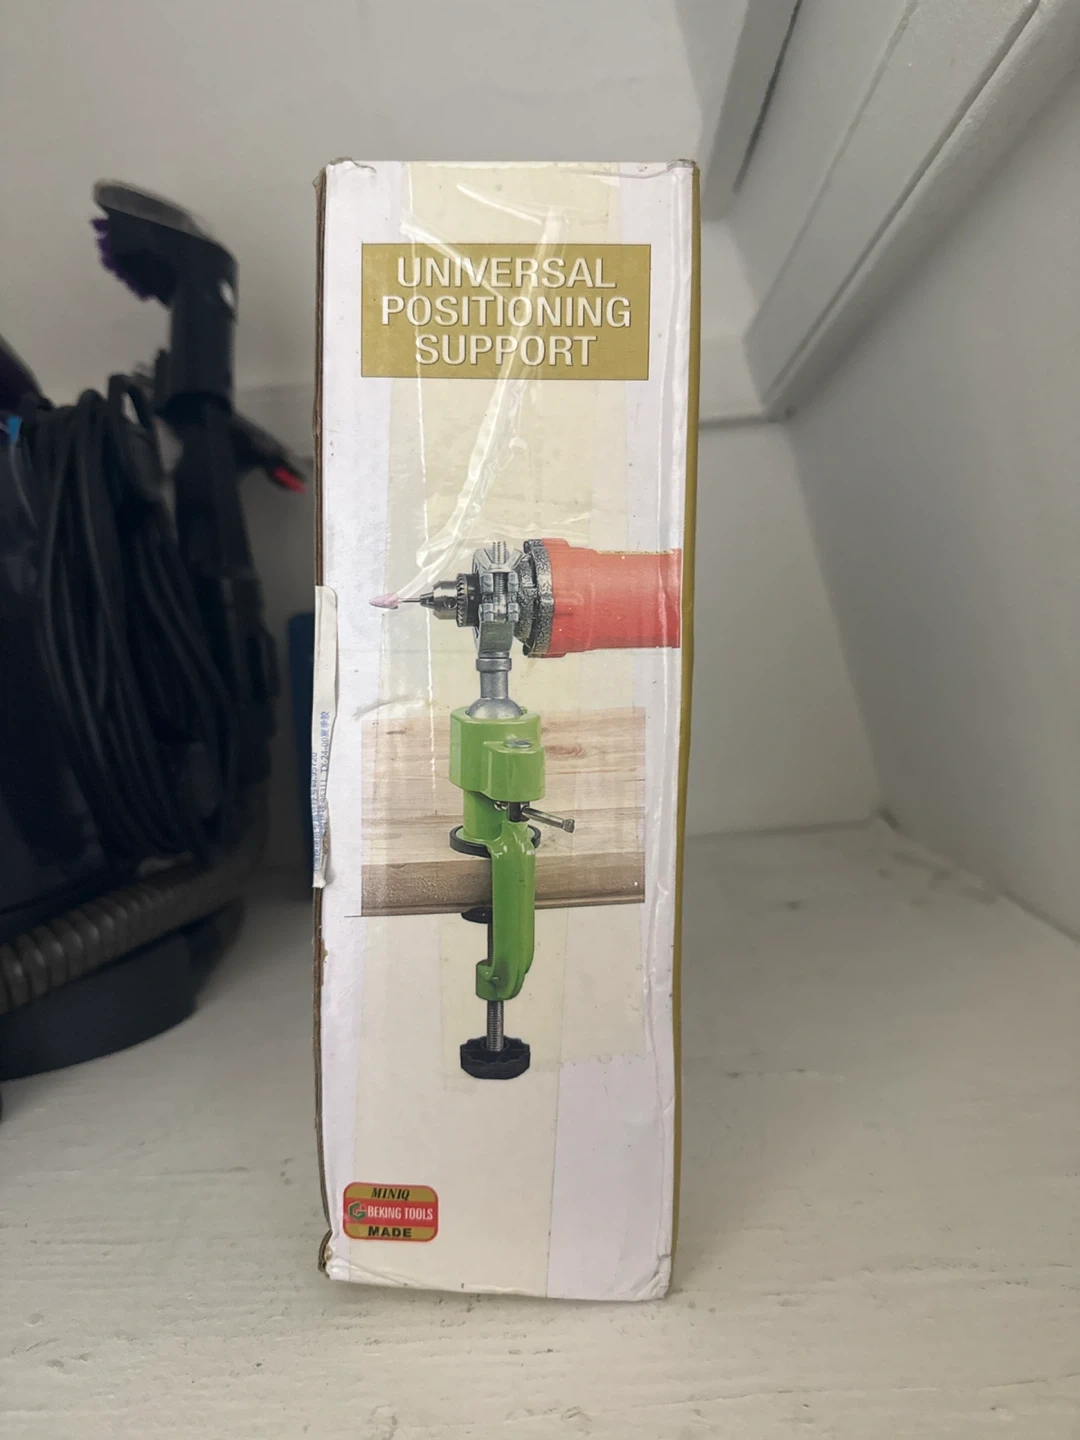 UNIVERSAL
POSITIONING
SUPPORT
MINIQ
BEKING TOOLS
MADE